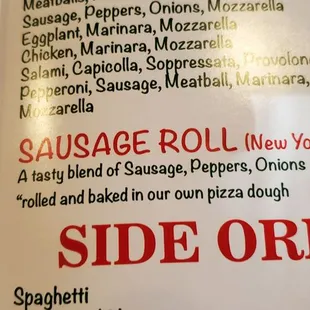 Meatballs,
Sausage, Peppers, Onions, Mozzarella
Eggplant, Marinara, Mozzarella
Chicken, Marinara, Mozzarella
Salami, Capicolla, Soppressata, Provolon
Pepperoni, Sausage, Meatball, Marinara,
Mozzarella
SAUSAGE ROLL (New Yo
A tasty blend of Sausage, Peppers, Onions
“rolled and baked in our own pizza dough
SIDE OR
Spaghetti